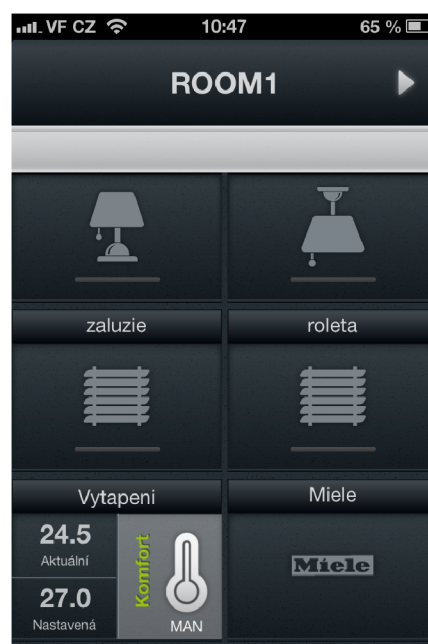 VF CZ 10:47 65 %
ROOM1
zaluzie roleta
Vytapeni Miele
24.5
Aktuální
27.0
Nastavená
Komfort
MAN
Miele